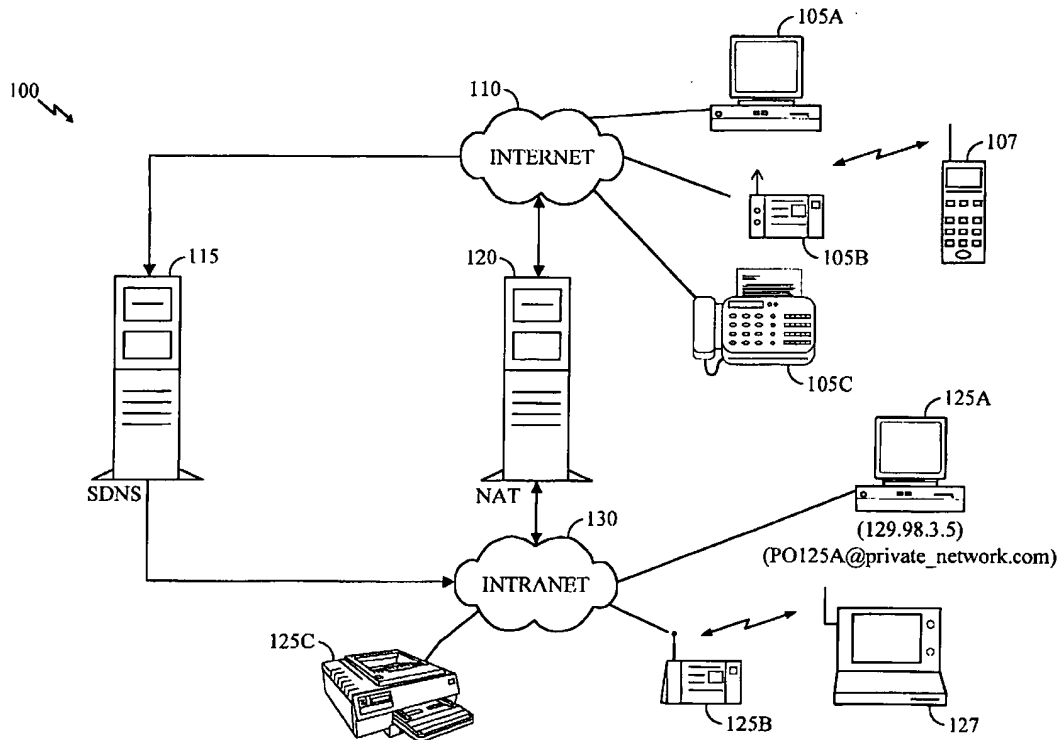 105A
100
110
107
INTERNET
115
120
105B
105C
125A
SDNS
NAT
130
(129.98.3.5)
(PO125A@private_network.com)
INTRANET
125C
125B
127